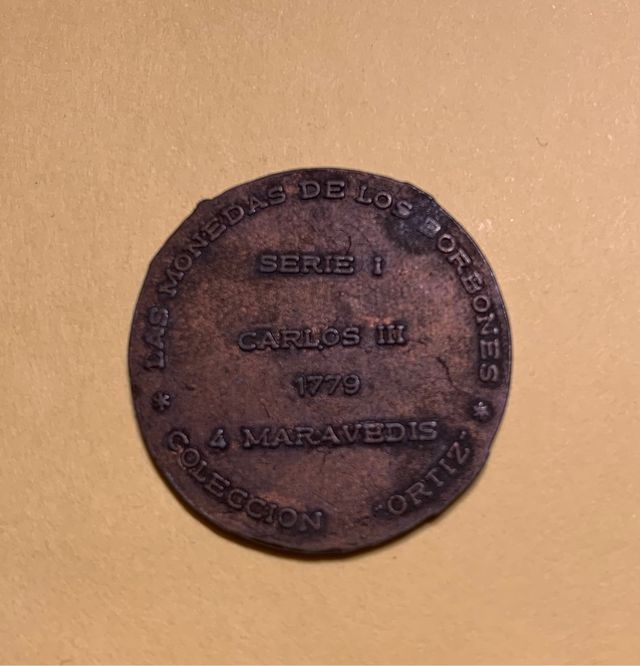 * LAS MONEDAS DE LOS BORBONES *
SERIE I
CARLOS III
1779
4 MARAVEDIS
COLECCION "ORTIZ"